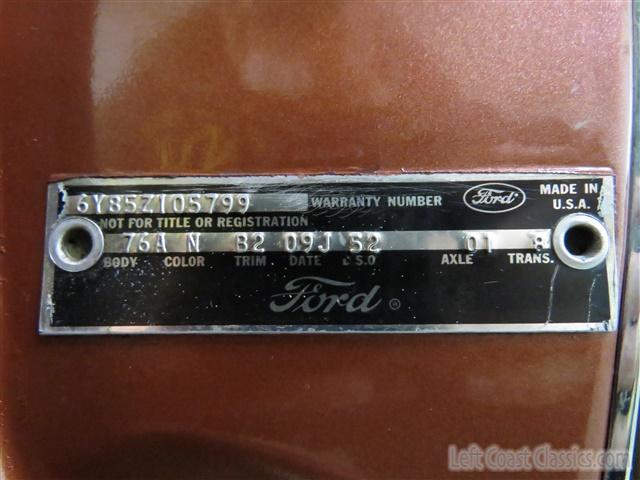 6Y85Z105799 WARRANTY NUMBER Ford MADE IN U.S.A.
NOT FOR TITLE OR REGISTRATION
76A N B2 09J 52 01 8
BODY COLOR TRIM DATE D.S.O AXLE TRANS.
Ford ®
Left Coast Classics.com